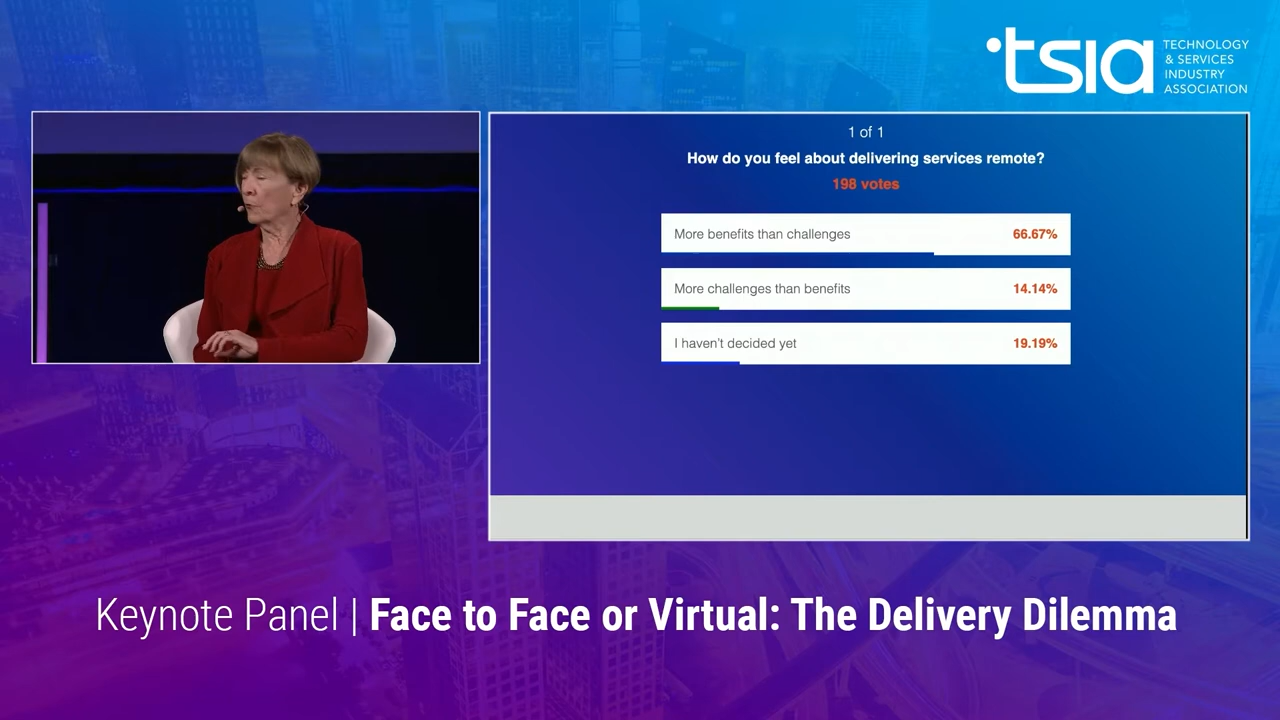 tsia
TECHNOLOGY
& SERVICES
INDUSTRY
ASSOCIATION
1 of 1
How do you feel about delivering services remote?
198 votes
More benefits than challenges 66.67%
More challenges than benefits 14.14%
I haven't decided yet 19.19%
Keynote Panel | Face to Face or Virtual: The Delivery Dilemma